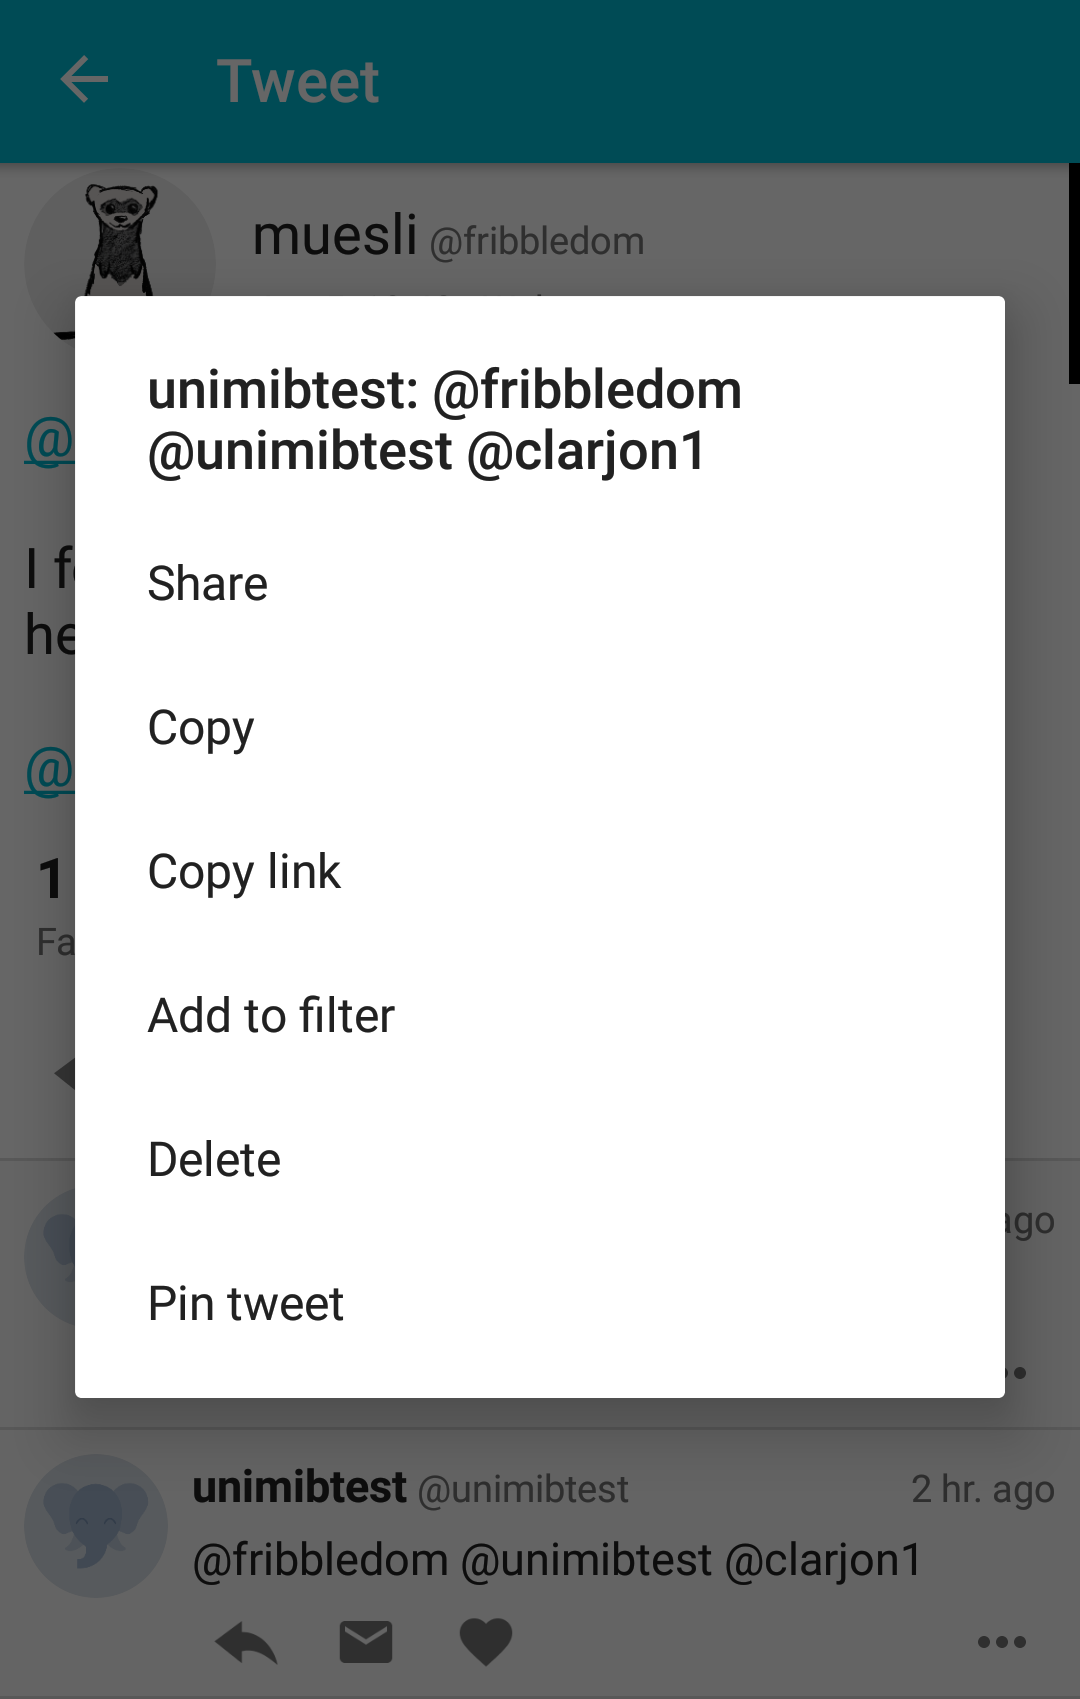 Tweet
muesli @fribbledom
unimibtest: @fribbledom
@unimibtest @clarjon1
@
Share
I
he
Copy
@
Copy link
1
Add to filter
Delete
ago
Pin tweet
unimibtest @unimibtest 2 hr. ago
@fribbledom @unimibtest @clarjon1